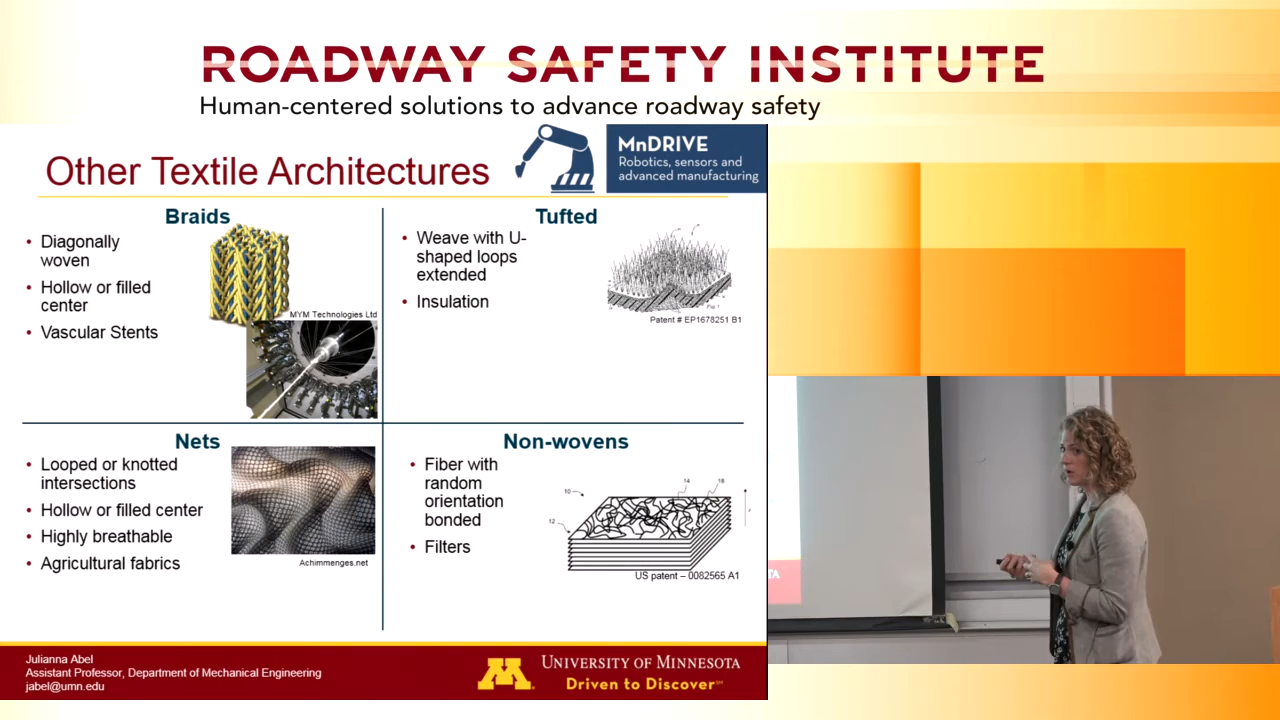 ROADWAY SAFETY INSTITUTE
Human-centered solutions to advance roadway safety
Other Textile Architectures
MnDRIVE
Robotics, sensors and
advanced manufacturing
Braids
• Diagonally
woven
• Hollow or filled
center
• Vascular Stents
MYM Technologies Ltd
Tufted
• Weave with U-
shaped loops
extended
• Insulation
Fig. 1
Patent # EP1678251 B1
Nets
• Looped or knotted
intersections
• Hollow or filled center
• Highly breathable
• Agricultural fabrics
Achimmenges.net
Non-wovens
• Fiber with
random
orientation
bonded
• Filters
10
14
16
12
US patent – 0082565 A1
Julianna Abel
Assistant Professor, Department of Mechanical Engineering
jabel@umn.edu
M
UNIVERSITY OF MINNESOTA
Driven to Discover℠
TA